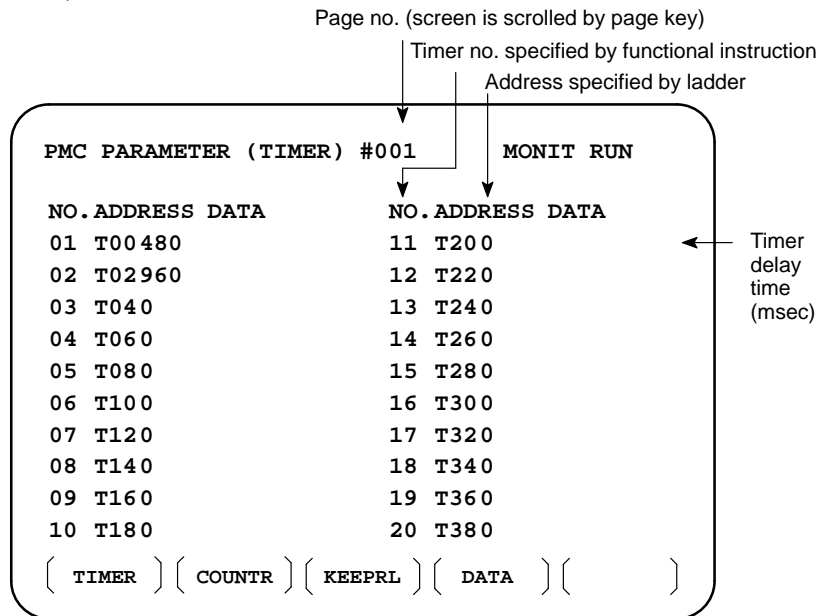 Page no. (screen is scrolled by page key)
Timer no. specified by functional instruction
Address specified by ladder
PMC PARAMETER (TIMER) #001 MONIT RUN
NO.ADDRESS DATA NO.ADDRESS DATA
01 T00480 11 T200
02 T02960 12 T220
03 T040 13 T240
04 T060 14 T260
05 T080 15 T280
06 T100 16 T300
07 T120 17 T320
08 T140 18 T340
09 T160 19 T360
10 T180 20 T380
Timer
delay
time
(msec)
TIMER COUNTR KEEPRL DATA